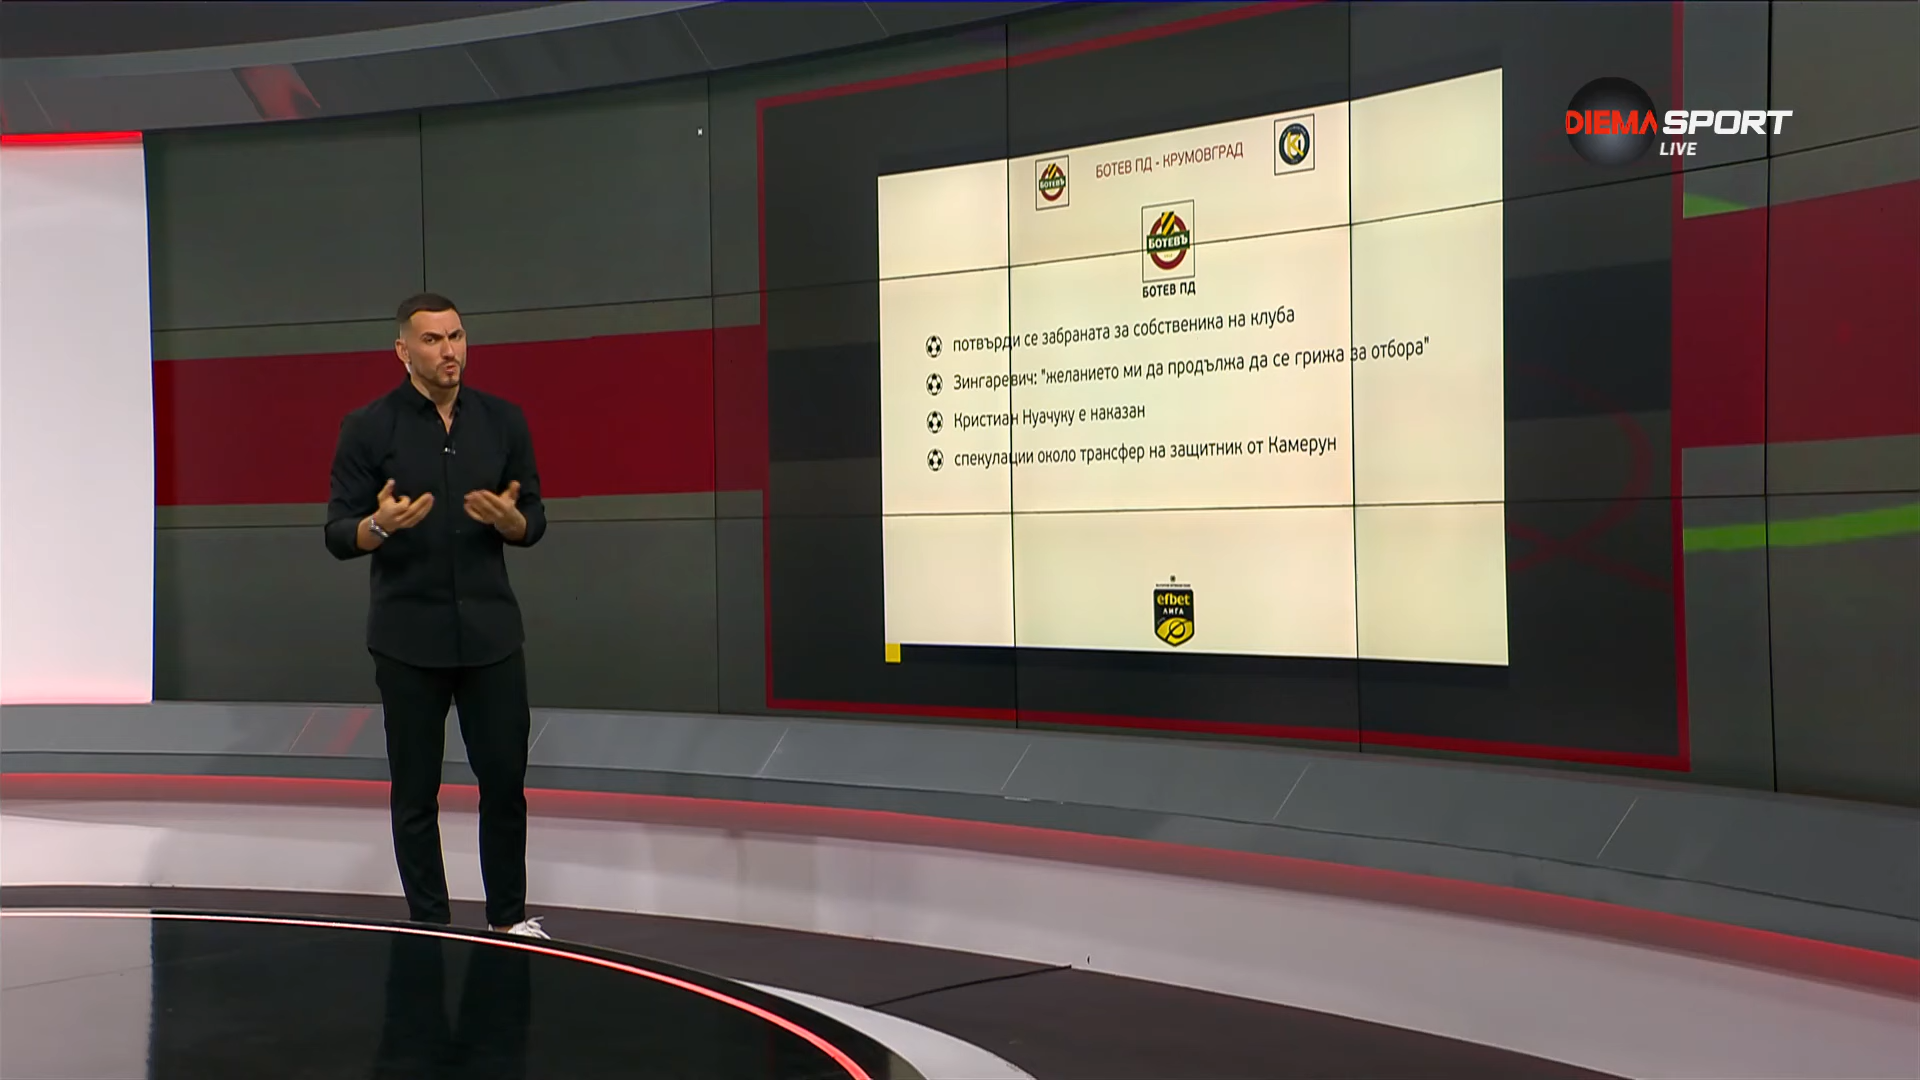 DIEMA SPORT
LIVE
БОТЕВ ПД - КРУМОВГРАД
БОТЕВЪ
БОТЕВЪ
БОТЕВ ПД
потвърди се забраната за собственика на клуба
Зингаревич: "желанието ми да продължа да се грижа за отбора"
Кристиан Нуачуку е наказан
спекулации около трансфер на защитник от Камерун
efbet
ЛИГА